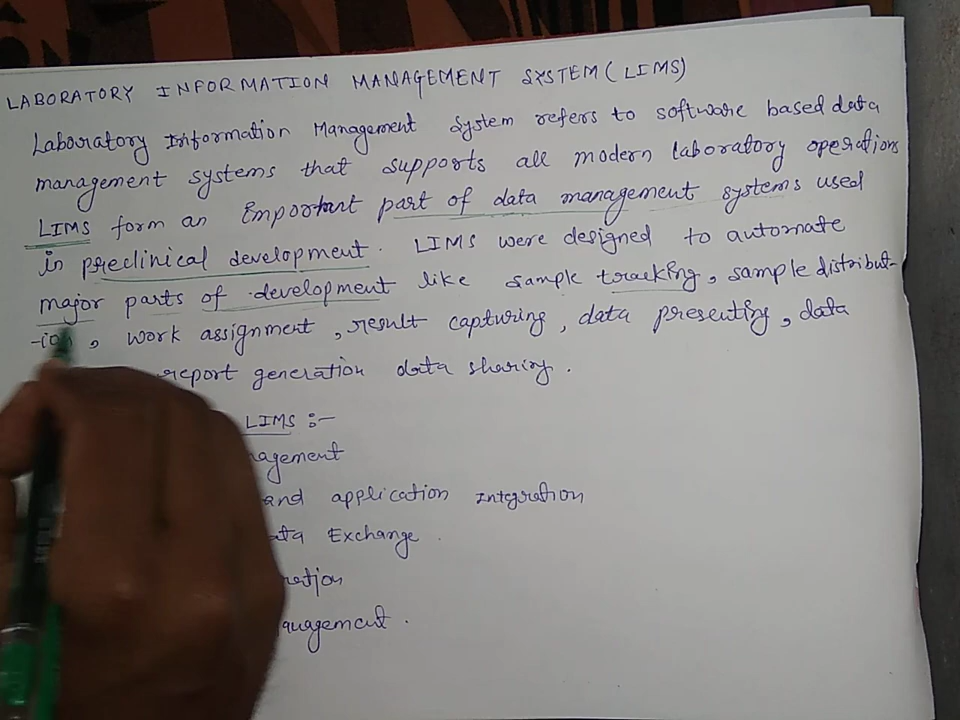 LABORATORY INFORMATION MANAGEMENT SYSTEM (LIMS)
Laboratory Information Management System refers to software based data
management systems that supports all modern laboratory operations
LIMS form an Important part of data management systems used
in preclinical development. LIMS were designed to automate
major parts of development like sample tracking, sample distribut-
-ion, work assignment, result capturing, data presenting, data
report generation data sharing.
LIMS :-
agement
and application Integration
Exchange.
agement.